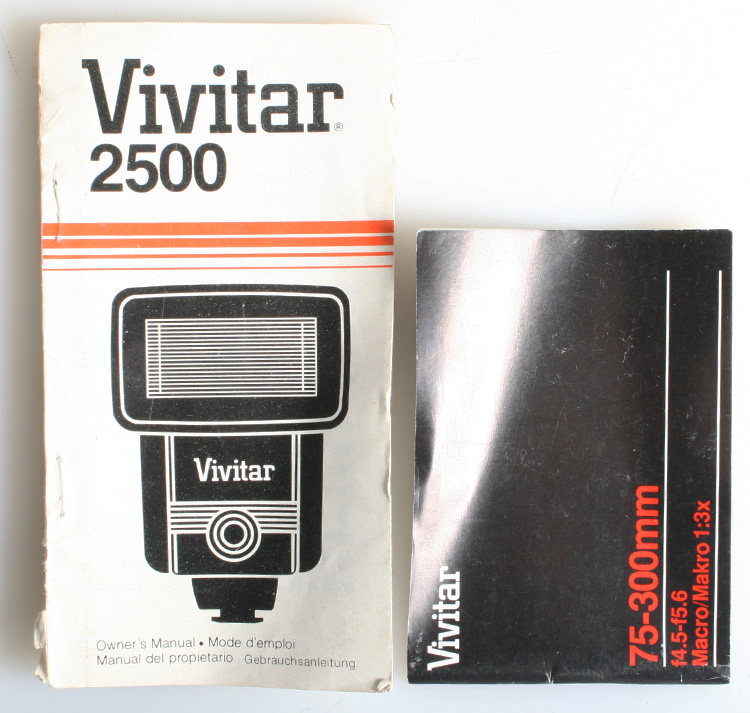 Vivitar®
2500
Vivitar
Owner's Manual • Mode d'emploi
Manual del propietario . Gebrauchsanleitung
Vivitar
75-300mm
f4.5-f5.6
Macro/Makro 1:3x